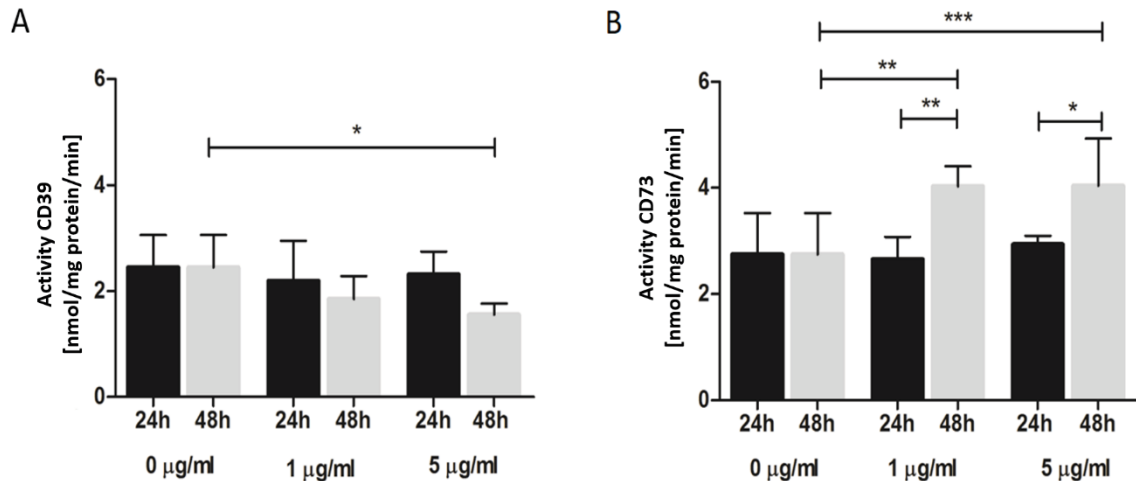 A
Activity CD39
[nmol/mg protein/min]
6
4
2
0
*
24h 48h 24h 48h 24h 48h
0 μg/ml 1 μg/ml 5 μg/ml
B
Activity CD73
[nmol/mg protein/min]
6
4
2
0
***
**
**
*
24h 48h 24h 48h 24h 48h
0 μg/ml 1 μg/ml 5 μg/ml